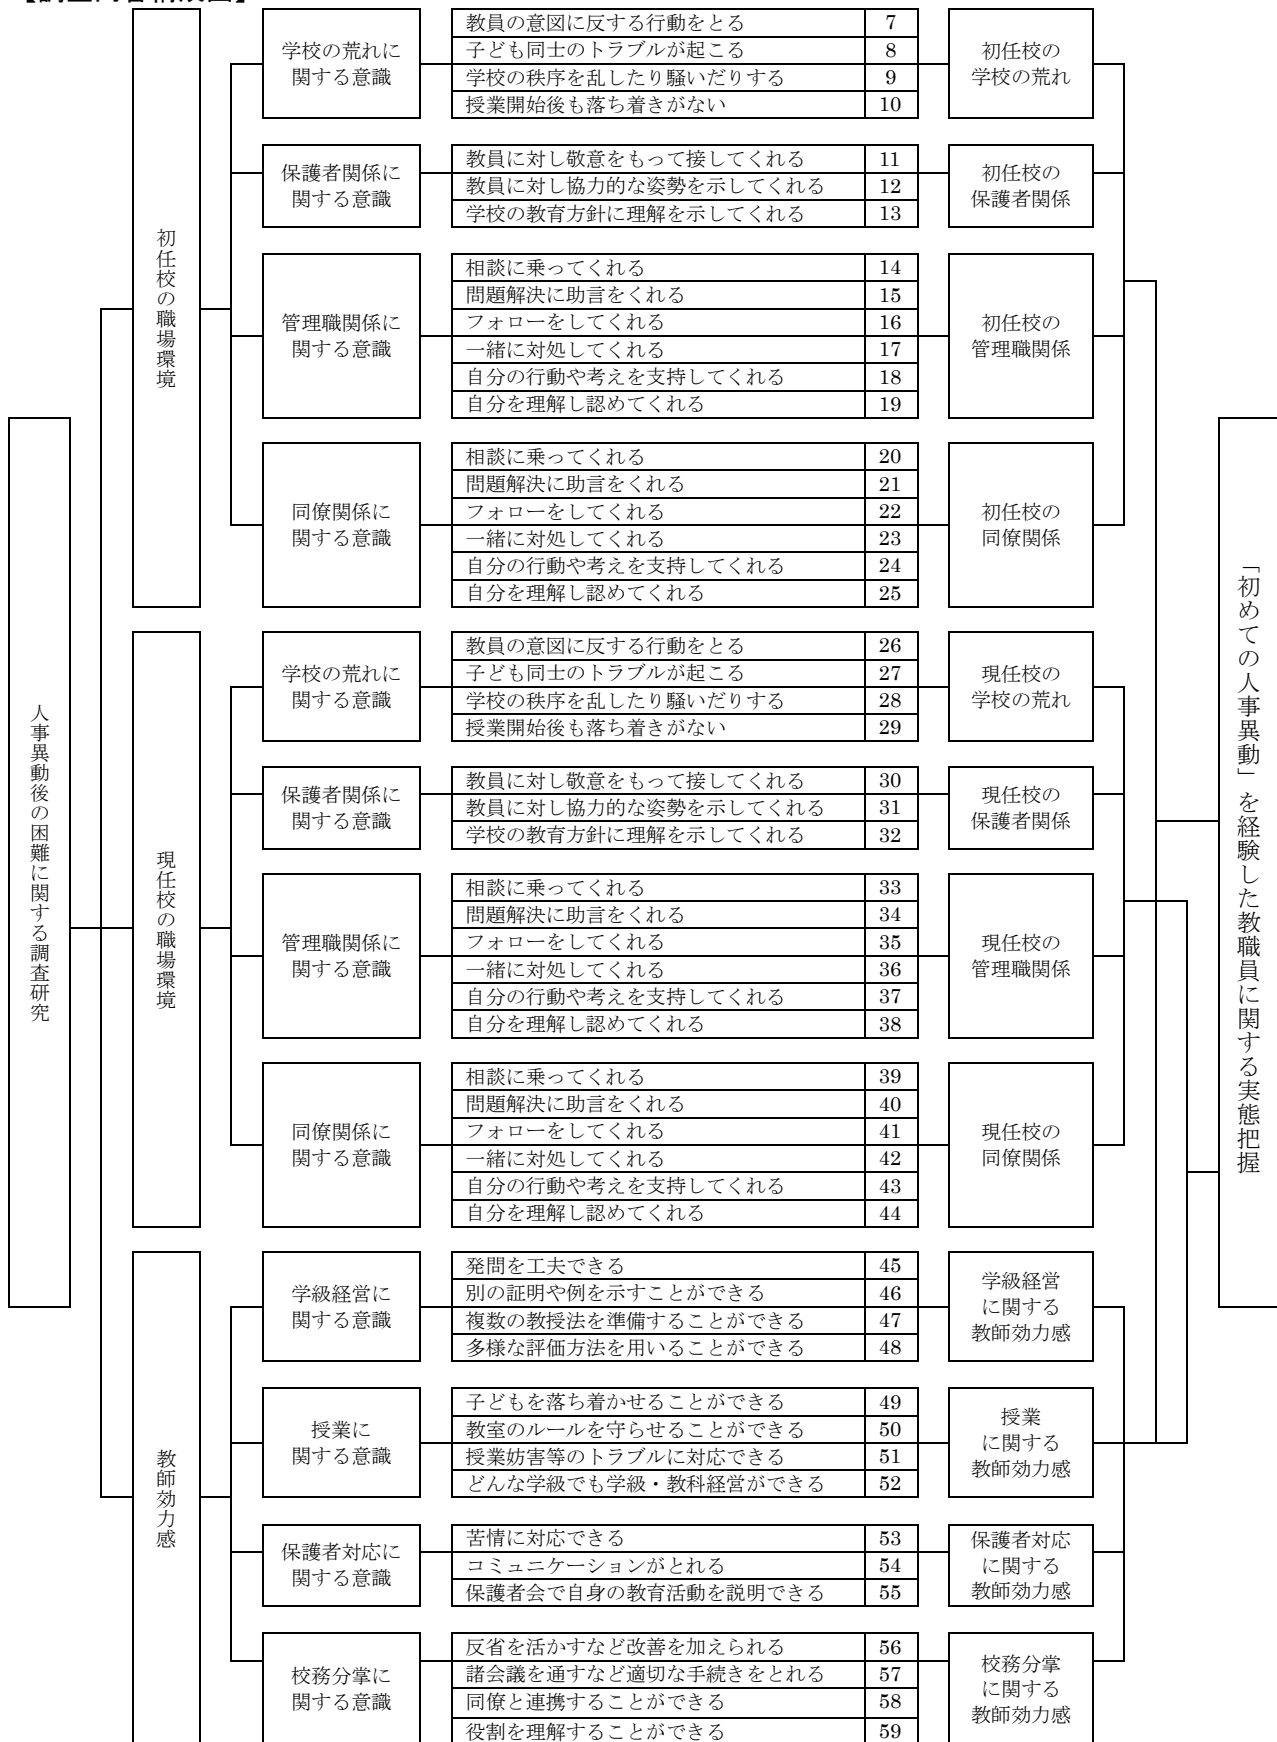 人事異動後の困難に関する調査研究
初任校の職場環境
学校の荒れに
関する意識
教員の意図に反する行動をとる 7
子ども同士のトラブルが起こる 8
学校の秩序を乱したり騒いだりする 9
授業開始後も落ち着きがない 10
初任校の
学校の荒れ
保護者関係に
関する意識
教員に対し敬意をもって接してくれる 11
教員に対し協力的な姿勢を示してくれる 12
学校の教育方針に理解を示してくれる 13
初任校の
保護者関係
管理職関係に
関する意識
相談に乗ってくれる 14
問題解決に助言をくれる 15
フォローをしてくれる 16
一緒に対処してくれる 17
自分の行動や考えを支持してくれる 18
自分を理解し認めてくれる 19
初任校の
管理職関係
同僚関係に
関する意識
相談に乗ってくれる 20
問題解決に助言をくれる 21
フォローをしてくれる 22
一緒に対処してくれる 23
自分の行動や考えを支持してくれる 24
自分を理解し認めてくれる 25
初任校の
同僚関係
現任校の職場環境
学校の荒れに
関する意識
教員の意図に反する行動をとる 26
子ども同士のトラブルが起こる 27
学校の秩序を乱したり騒いだりする 28
授業開始後も落ち着きがない 29
現任校の
学校の荒れ
保護者関係に
関する意識
教員に対し敬意をもって接してくれる 30
教員に対し協力的な姿勢を示してくれる 31
学校の教育方針に理解を示してくれる 32
現任校の
保護者関係
管理職関係に
関する意識
相談に乗ってくれる 33
問題解決に助言をくれる 34
フォローをしてくれる 35
一緒に対処してくれる 36
自分の行動や考えを支持してくれる 37
自分を理解し認めてくれる 38
現任校の
管理職関係
同僚関係に
関する意識
相談に乗ってくれる 39
問題解決に助言をくれる 40
フォローをしてくれる 41
一緒に対処してくれる 42
自分の行動や考えを支持してくれる 43
自分を理解し認めてくれる 44
現任校の
同僚関係
教師効力感
学級経営に
関する意識
発問を工夫できる 45
別の証明や例を示すことができる 46
複数の教授法を準備することができる 47
多様な評価方法を用いることができる 48
学級経営
に関する
教師効力感
授業に
関する意識
子どもを落ち着かせることができる 49
教室のルールを守らせることができる 50
授業妨害等のトラブルに対応できる 51
どんな学級でも学級・教科経営ができる 52
授業
に関する
教師効力感
保護者対応に
関する意識
苦情に対応できる 53
コミュニケーションがとれる 54
保護者会で自身の教育活動を説明できる 55
保護者対応
に関する
教師効力感
校務分掌に
関する意識
反省を活かすなど改善を加えられる 56
諸会議を通すなど適切な手続きをとれる 57
同僚と連携することができる 58
役割を理解することができる 59
校務分掌
に関する
教師効力感
「初めての人事異動」を経験した教職員に関する実態把握